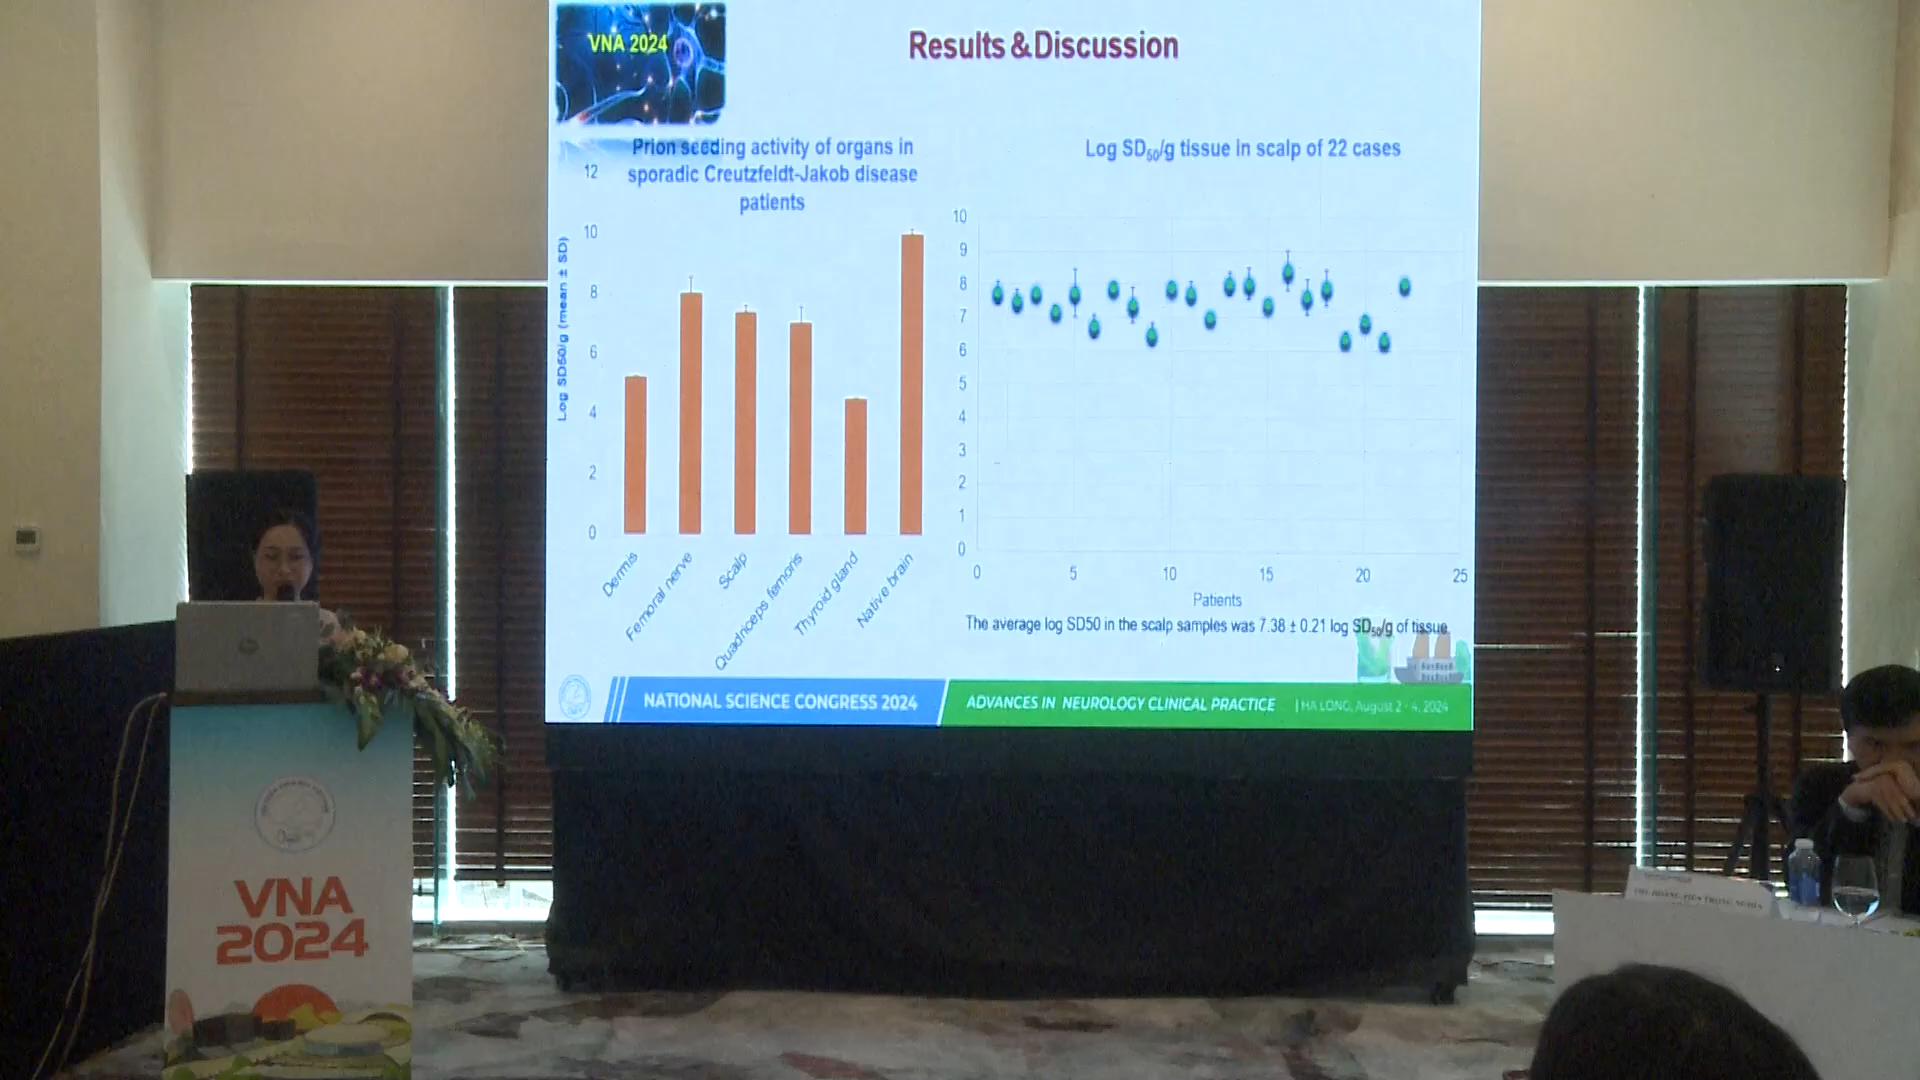 VNA 2024
Results & Discussion
Prion seeding activity of organs in
sporadic Creutzfeldt-Jakob disease
patients
Log SD50/g (mean ± SD)
12
10
8
6
4
2
0
Dermis
Femoral nerve
Scalp
Quadriceps femoris
Thyroid gland
Native brain
Log SD50/g tissue in scalp of 22 cases
10
9
8
7
6
5
4
3
2
1
0
0 5 10 15 20 25
Patients
The average log SD50 in the scalp samples was 7.38 ± 0.21 log SD50/g of tissue
NATIONAL SCIENCE CONGRESS 2024
ADVANCES IN NEUROLOGY CLINICAL PRACTICE | HA LONG, August 2 - 4, 2024
VNA
2024